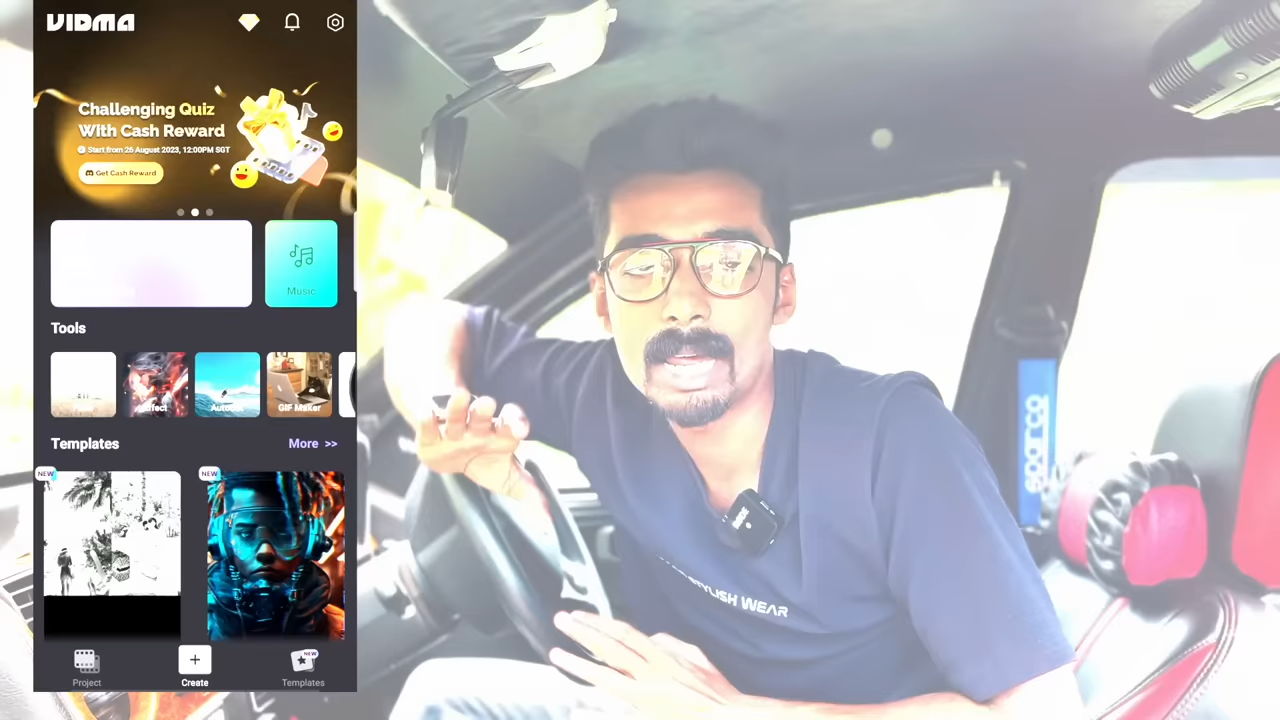 VIDMA
Challenging Quiz
With Cash Reward
Start from 26 August 2023, 12:00PM SGT
Get Cash Reward
Music
Tools
GIF Maker
Templates
More >>
NEW
NEW
sparco
STYLISH WEAR
NEW
Project
Create
Templates